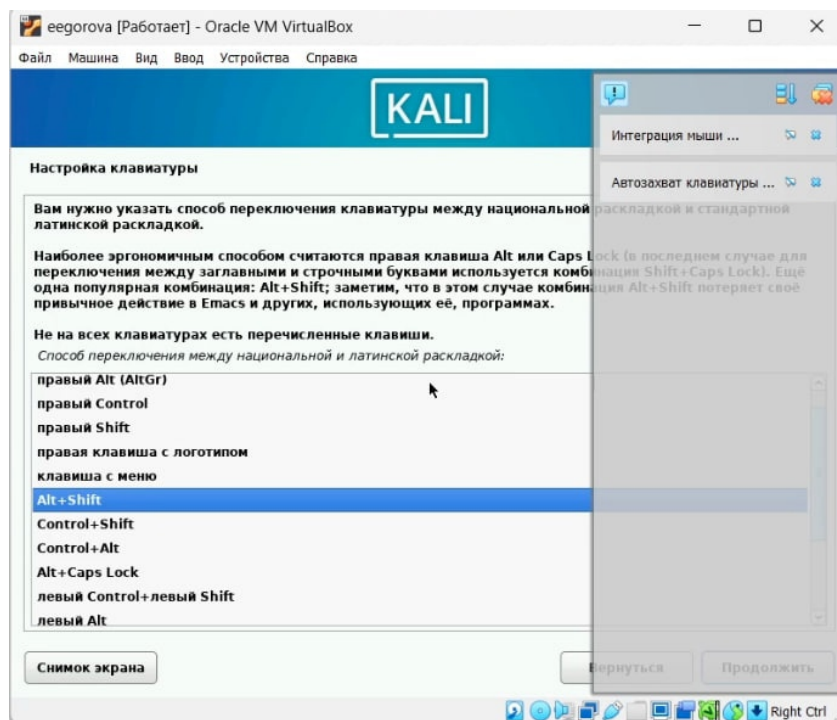 eegorova [Работает] - Oracle VM VirtualBox
Файл Машина Вид Ввод Устройства Справка
KALI
Интеграция мыши ...
Автозахват клавиатуры ...
Настройка клавиатуры
Вам нужно указать способ переключения клавиатуры между национальной раскладкой и стандартной
латинской раскладкой.
Наиболее эргономичным способом считаются правая клавиша Alt или Caps Lock (в последнем случае для
переключения между заглавными и строчными буквами используется комбинация Shift+Caps Lock). Ещё
одна популярная комбинация: Alt+Shift; заметим, что в этом случае комбинация Alt+Shift потеряет своё
привычное действие в Emacs и других, использующих её, программах.
Не на всех клавиатурах есть перечисленные клавиши.
Способ переключения между национальной и латинской раскладкой:
правый Alt (AltGr)
правый Control
правый Shift
правая клавиша с логотипом
клавиша с меню
Alt+Shift
Control+Shift
Control+Alt
Alt+Caps Lock
левый Control+левый Shift
левый Alt
Снимок экрана Вернуться Продолжить
Right Ctrl